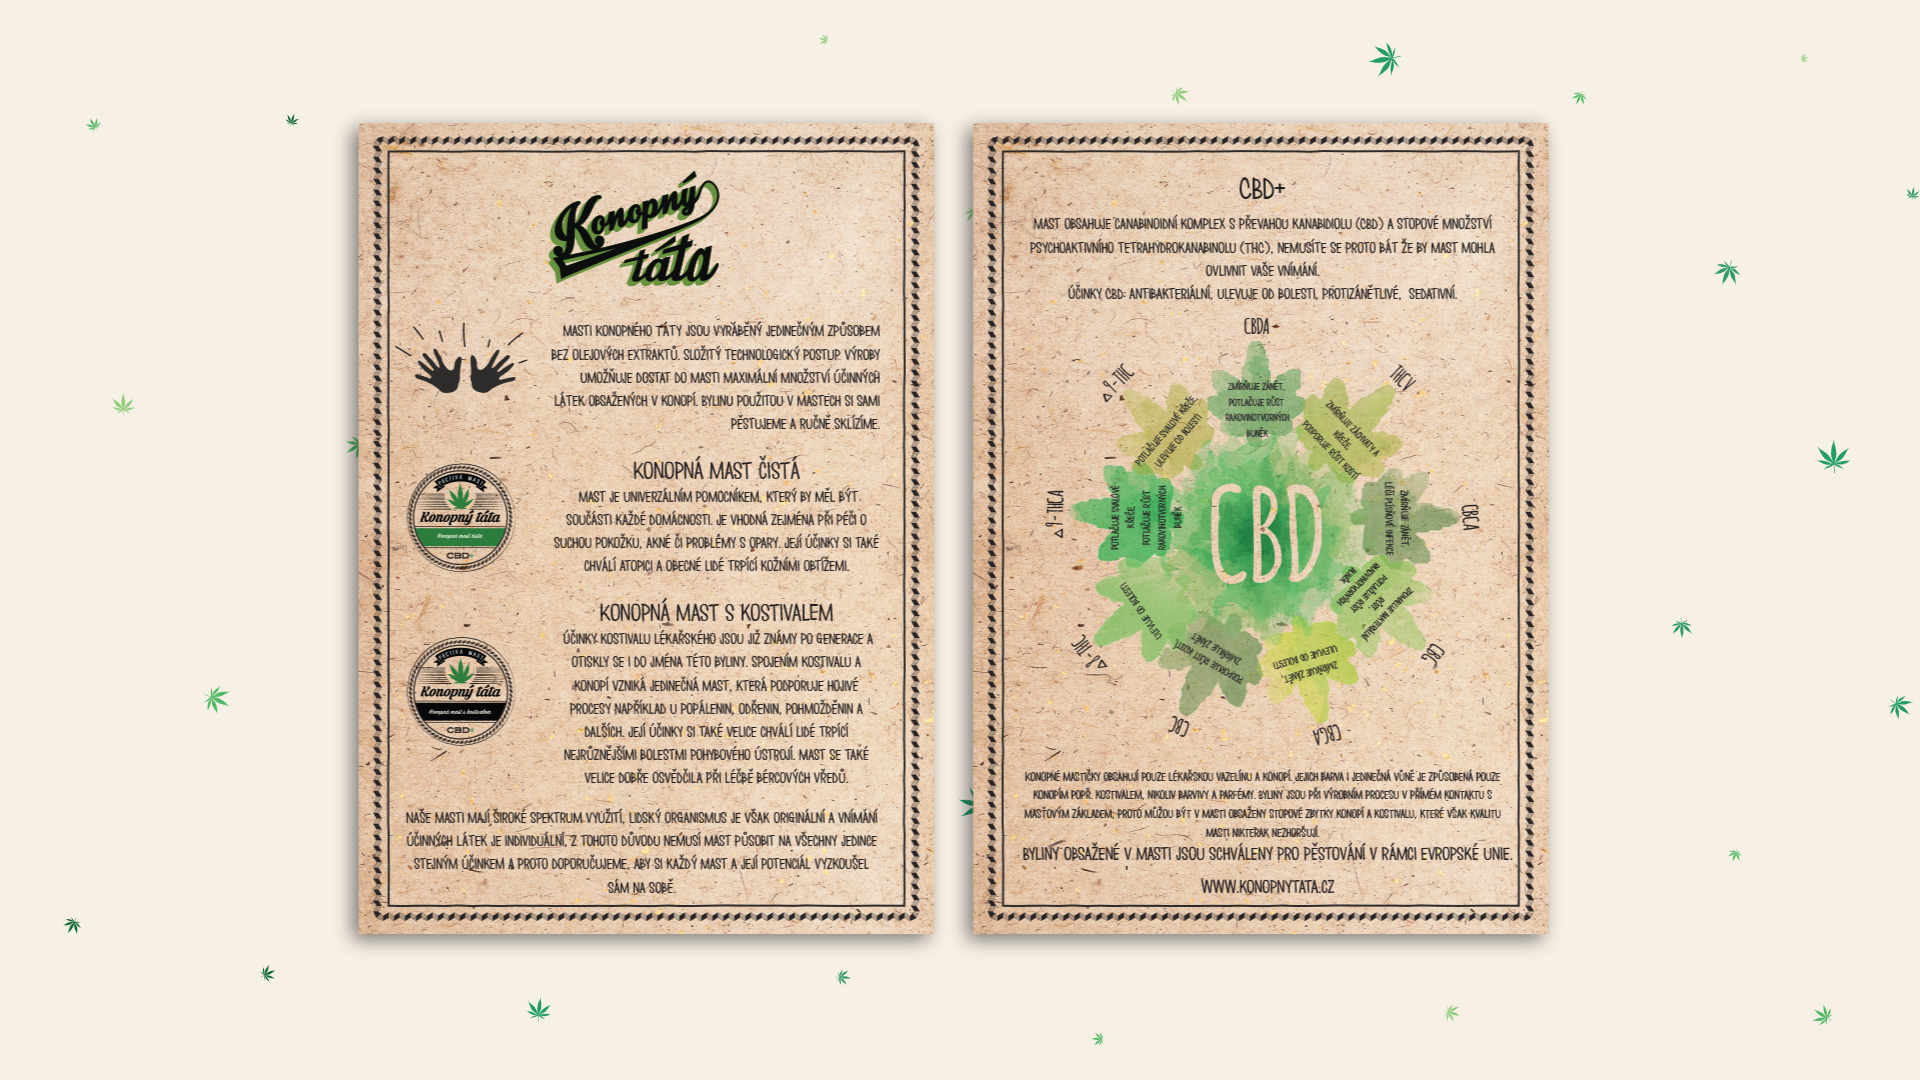 Konopný
táta
MASTI KONOPNÉHO TÁTY JSOU VYRÁBĚNÝ JEDINEČNÝM ZPŮSOBEM
BEZ OLEJOVÝCH EXTRAKTŮ. SLOŽITÝ TECHNOLOGICKÝ POSTUP VÝROBY
UMOŽŇUJE DOSTAT DO MASTI MAXIMÁLNÍ MNOŽSTVÍ ÚČINNÝCH
LÁTEK OBSAŽENÝCH V KONOPÍ. BYLINU POUŽITOU V MASTECH SI SAMI
PĚSTUJEME A RUČNĚ SKLÍZÍME.
POCTIVÁ MAST
Konopný táta
Konopná mast čistá
CBD+
KONOPNÁ MAST ČISTÁ
MAST JE UNIVERZÁLNÍM POMOCNÍKEM, KTERÝ BY MĚL BÝT
SOUČÁSTI KAŽDÉ DOMÁCNOSTI. JE VHODNÁ ZEJMÉNA PŘI PÉČI O
SUCHOU POKOŽKU, AKNÉ ČI PROBLÉMY S OPARY. JEJÍ ÚČINKY SI TAKÉ
CHVÁLÍ ATOPICI A OBECNĚ LIDÉ TRPÍCÍ KOŽNÍMI OBTÍŽEMI.
POCTIVÁ MAST
Konopný táta
Konopná mast s kostivalem
CBD+
KONOPNÁ MAST S KOSTIVALEM
ÚČINKY KOSTIVALU LÉKAŘSKÉHO JSOU JIŽ ZNÁMY PO GENERACE A
OTISKLY SE I DO JMÉNA TÉTO BYLINY. SPOJENÍM KOSTIVALU A
KONOPÍ VZNIKÁ JEDINEČNÁ MAST, KTERÁ PODPORUJE HOJIVÉ
PROCESY NAPŘÍKLAD U POPÁLENIN, ODŘENIN, POHMOŽDĚNIN A
DALŠÍCH. JEJÍ ÚČINKY SI TAKÉ VELICE CHVÁLÍ LIDÉ TRPÍCÍ
NEJRŮZNĚJŠÍMI BOLESTMI POHYBOVÉHO ÚSTROJÍ. MAST SE TAKÉ
VELICE DOBŘE OSVĚDČILA PŘI LÉČBĚ BÉRCOVÝCH VŘEDŮ.
NAŠE MASTI MAJÍ ŠIROKÉ SPEKTRUM VYUŽITÍ, LIDSKÝ ORGANISMUS JE VŠAK ORIGINÁLNÍ A VNÍMÁNÍ
ÚČINNÝCH LÁTEK JE INDIVIDUÁLNÍ, Z TOHOTO DŮVODU NEMUSÍ MAST PŮSOBIT NA VŠECHNY JEDINCE
STEJNÝM ÚČINKEM A PROTO DOPORUČUJEME, ABY SI KAŽDÝ MAST A JEJÍ POTENCIÁL VYZKOUŠEL
SÁM NA SOBĚ.
CBD+
MAST OBSAHUJE CANABINOIDNÍ KOMPLEX S PŘEVAHOU KANABIDIOLU (CBD) A STOPOVÉ MNOŽSTVÍ
PSYCHOAKTIVNÍHO TETRAHYDROKANABINOLU (THC), NEMUSÍTE SE PROTO BÁT ŽE BY MAST MOHLA
OVLIVNIT VAŠE VNÍMÁNÍ.
ÚČINKY CBD: ANTIBAKTERIÁLNÍ, ULEVUJE OD BOLESTI, PROTIZÁNĚTLIVÉ, SEDATIVNÍ.
CBDA
ZMÍRŇUJE ZÁNĚT,
POTLAČUJE RŮST
RAKOVINOTVORNÝCH
BUNĚK
THCV
ZMÍRŇUJE ZÁCHVATY A
KŘEČE,
PODPORUJE RŮST KOSTÍ
CBCA
ZMÍRŇUJE ZÁNĚT,
LÉČÍ PLÍSŇOVÉ INFEKCE
CBG
ZPOMALUJE BAKTERIÁLNÍ
RŮST,
POTLAČUJE RŮST
RAKOVINOTVORNÝCH
BUNĚK
CBGA
ZMÍRŇUJE ZÁNĚT,
ULEVUJE OD BOLESTI
CBC
ZMÍRŇUJE ZÁNĚT,
PODPORUJE RŮST KOSTÍ
Δ8-THC
ULEVUJE OD BOLESTI
Δ9-THCA
POTLAČUJE SVALOVÉ
KŘEČE,
POTLAČUJE RŮST
RAKOVINOTVORNÝCH
BUNĚK
Δ9-THC
POTLAČUJE SVALOVÉ KŘEČE,
ULEVUJE OD BOLESTI
CBD
KONOPNÉ MASTIČKY OBSAHUJÍ POUZE LÉKAŘSKOU VAZELÍNU A KONOPÍ. JEJICH BARVA I JEDINEČNÁ VŮNĚ JE ZPŮSOBENÁ POUZE
KONOPÍM POPŘ. KOSTIVALEM, NIKOLIV BARVIVY A PARFÉMY. BYLINY JSOU PŘI VÝROBNÍM PROCESU V PŘÍMÉM KONTAKTU S
MASŤOVÝM ZÁKLADEM, PROTO MŮŽOU BÝT V MASTI OBSAŽENY STOPOVÉ ZBYTKY KONOPÍ A KOSTIVALU, KTERÉ VŠAK KVALITU
MASTI NIKTERAK NEZHORŠUJÍ.
BYLINY OBSAŽENÉ V MASTI JSOU SCHVÁLENY PRO PĚSTOVÁNÍ V RÁMCI EVROPSKÉ UNIE.
WWW.KONOPNYTATA.CZ